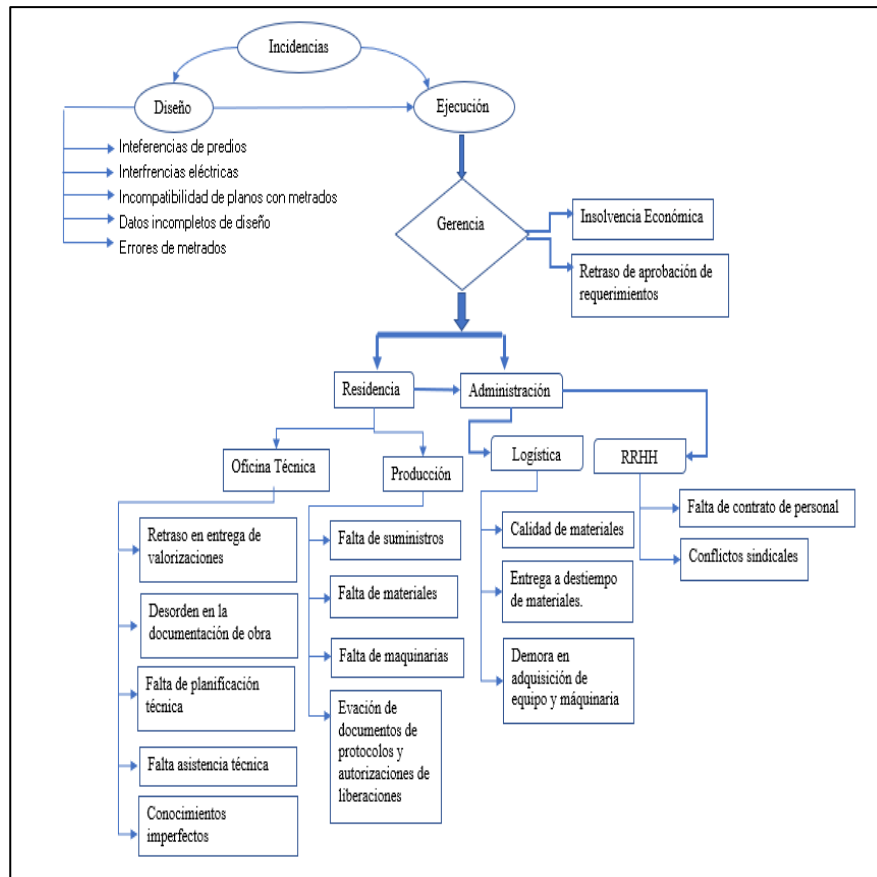 Incidencias
Diseño
Ejecución
Inteferencias de predios
Interfrencias eléctricas
Incompatibilidad de planos con metrados
Datos incompletos de diseño
Errores de metrados
Gerencia
Insolvencia Económica
Retraso de aprobación de
requerimientos
Residencia
Administración
Oficina Técnica
Producción
Logística
RRHH
Retraso en entrega de
valorizaciones
Desorden en la
documentación de obra
Falta de planificación
técnica
Falta asistencia técnica
Conocimientos
imperfectos
Falta de suministros
Falta de materiales
Falta de maquinarias
Evación de
documentos de
protocolos y
autorizaciones de
liberaciones
Calidad de materiales
Entrega a destiempo
de materiales.
Demora en
adquisición de
equipo y máquinaria
Falta de contrato de personal
Conflictos sindicales